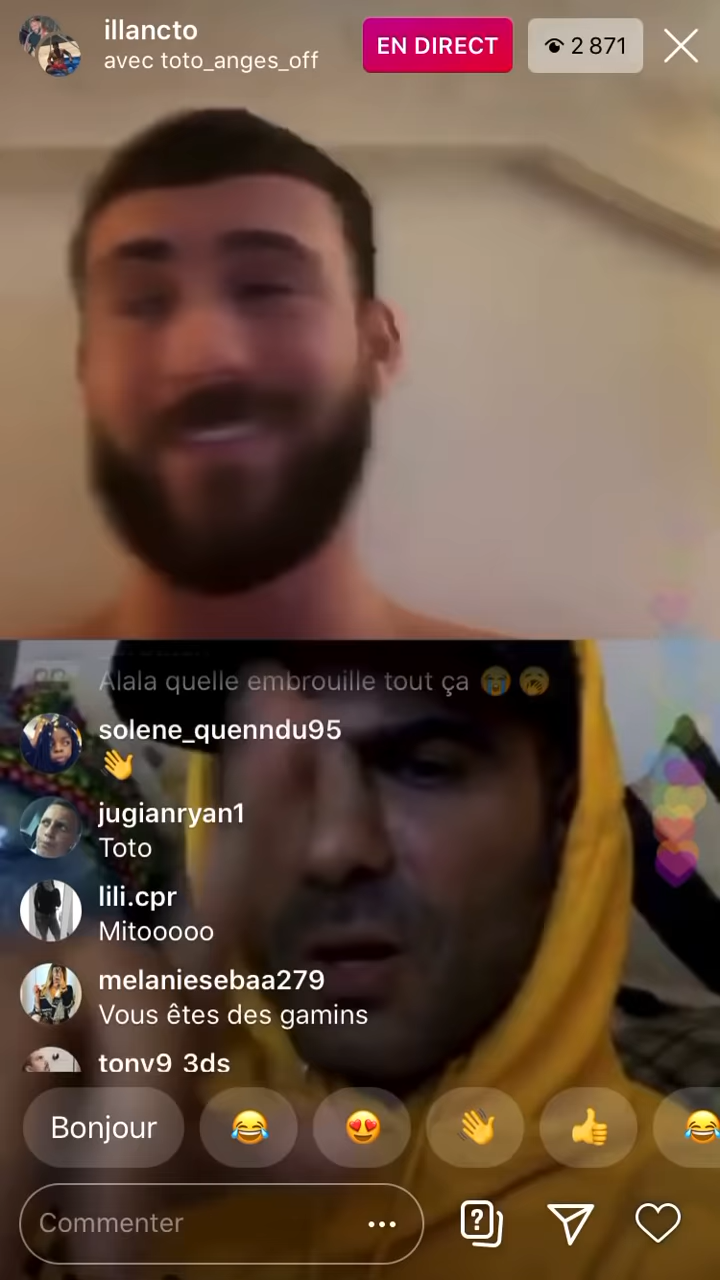 illancto
avec toto_anges_off
EN DIRECT
2 871
Alala quelle embrouille tout ça 😭 😭
solene_quenndu95
👋
jugianryan1
Toto
lili.cpr
Mitooooo
melaniesebaa279
Vous êtes des gamins
tony9_3ds
Bonjour
😂 😍 👋 👍 😂
Commenter